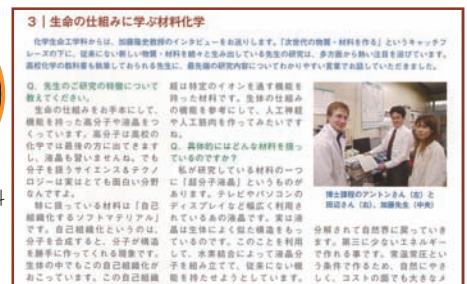 3｜生命の仕組みに学ぶ材料化学
化学生命工学科からは、加藤隆史教授のインタビューをお送りします。「次世代の物質・材料を作る」というキャッチフ
レーズの下に、従来にない新しい物質・材料を続々と生み出している先生の研究は、多方面から熱い注目を浴びています。
高校化学の教科書も執筆しておられる先生に、最先端の研究内容についてわかりやすい言葉でお話していただきました。
Q. 先生のご研究の特徴について
教えてください。
生命の仕組みをお手本にして、
機能を持った高分子や液晶をつ
くっています。高分子は高校の
化学では最後の方に出てきます
し、液晶も習いませんね。でも
分子を扱うサイエンス&テクノ
ロジーは実はとても面白い分野
なんですよ。
特に扱っている材料は「自己
組織化するソフトマテリアル」
です。自己組織化というのは、
分子を合成すると、分子が構造
を勝手に作ってくれる現象です。
生体の中でもこの自己組織化が
おこっています。この自己組織
経は特定のイオンを通す機能を
持った材料です。生体の仕組み
の機能を参考にして、人工神経
や人工筋肉を作ってみたいです
ね。
Q. 具体的にはどんな材料を扱っ
ているのですか?
私が研究している材料の一つ
に「超分子液晶」というものが
あります。テレビやパソコンの
ディスプレイなど幅広く利用さ
れているあの液晶です。実は液
晶は生体によく似た構造をもっ
ているのです。このことを利用
して、水素結合によって液晶分
子を組み立てて、従来にない機
能を持たせようとしています。
博士課程のアントンさん（左）と
田辺さん（右）、加藤先生（中央）
分解されて自然界に戻っていき
ます。第三に少ないエネルギー
で作れる事です。常温常圧とい
う条件で作るため、自然にやさ
しく、コストの面でも大きなメ